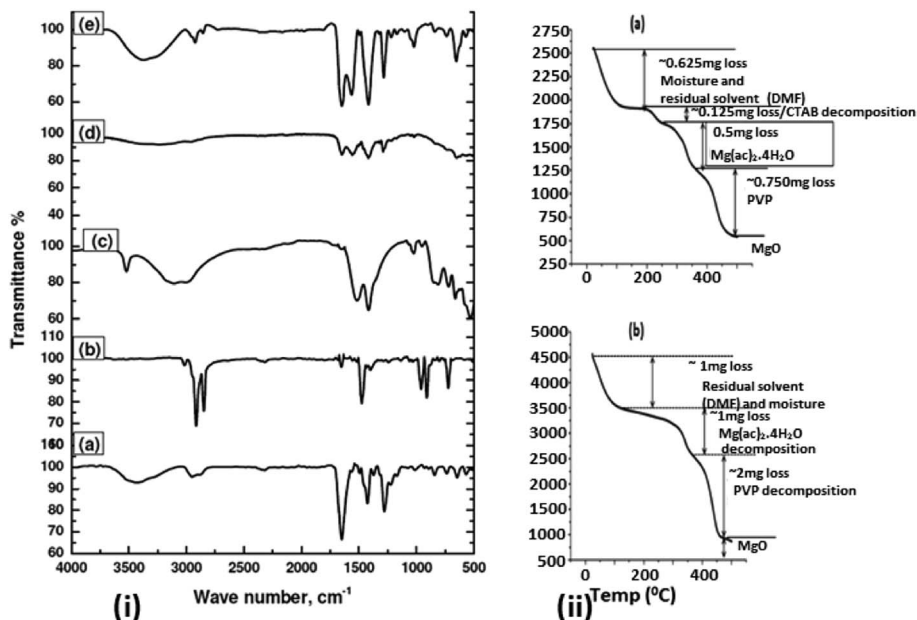 (e)
100
80
60
(d)
100
80
60
40
(c)
100
80
60
110
(b)
100
90
80
70
(a)
100
90
80
70
60
4000 3500 3000 2500 2000 1500 1000 500
Transmittance %
Wave number, cm-1
(i)
(a)
2750
2500
2250
2000
1750
1500
1250
1000
750
500
250
~0.625mg loss
Moisture and
residual solvent (DMF)
~0.125mg loss/CTAB decomposition
0.5mg loss
Mg(ac)₂.4H₂O
~0.750mg loss
PVP
MgO
0 200 400
(b)
5000
4500
4000
3500
3000
2500
2000
1500
1000
500
~ 1mg loss
Residual solvent
(DMF) and moisture
~1mg loss
Mg(ac)₂.4H₂O
decomposition
~2mg loss
PVP decomposition
MgO
0 200 400
Temp (⁰C)
(ii)